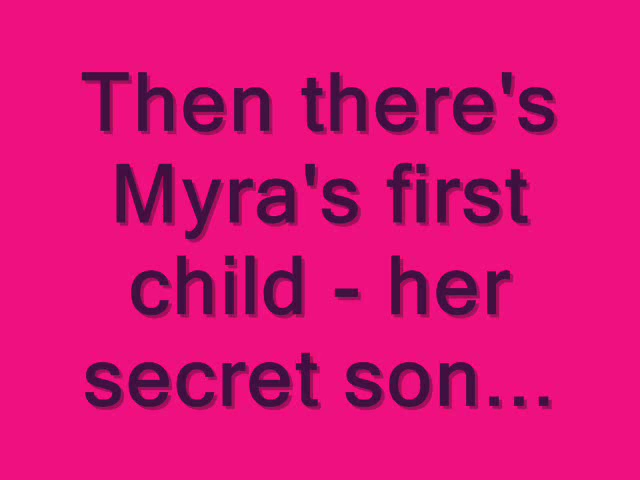 Then there's
Myra's first
child - her
secret son...